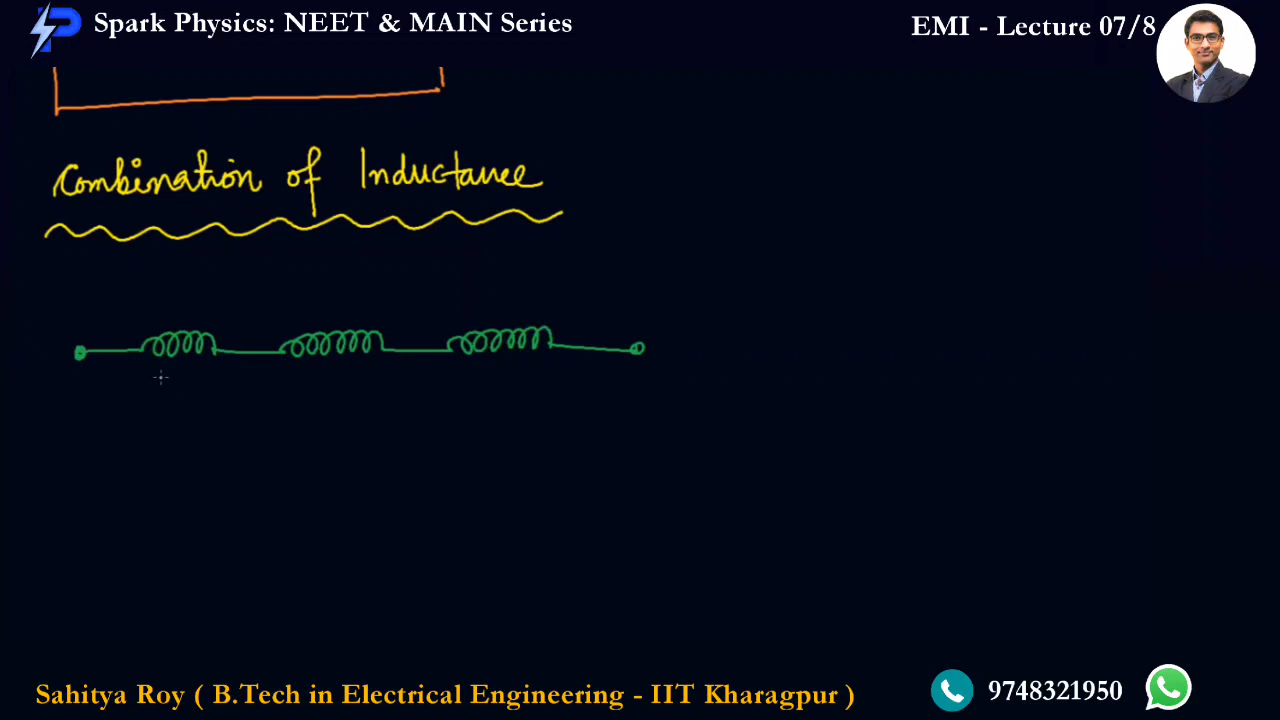 Spark Physics: NEET & MAIN Series
EMI - Lecture 07/8
Combination of Inductance
Sahitya Roy ( B.Tech in Electrical Engineering - IIT Kharagpur )
9748321950